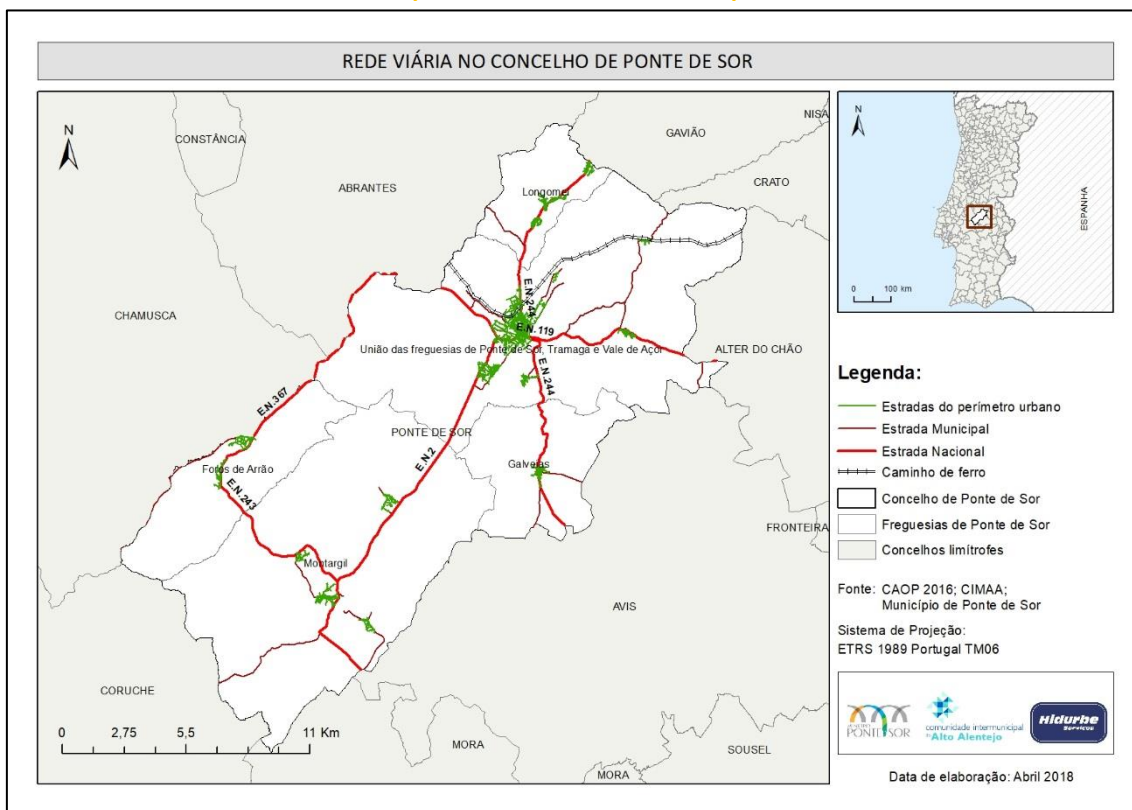 REDE VIÁRIA NO CONCELHO DE PONTE DE SOR
N
CONSTÂNCIA
ABRANTES
GAVIÃO
NISA
CRATO
Longomel
CHAMUSCA
E.N.244
E.N.119
União das freguesias de Ponte de Sor, Tramaga e Vale de Açor
ALTER DO CHÃO
E.N.244
E.N.367
PONTE DE SOR
E.N.2
Galveias
Foros de Arrão
E.N.243
FRONTEIRA
Montargil
AVIS
CORUCHE
0 2,75 5,5 11 Km
MORA
SOUSEL
MORA
N
ESPANHA
0 100 km
Legenda:
Estradas do perímetro urbano
Estrada Municipal
Estrada Nacional
Caminho de ferro
Concelho de Ponte de Sor
Freguesias de Ponte de Sor
Concelhos limítrofes
Fonte: CAOP 2016; CIMAA;
Município de Ponte de Sor
Sistema de Projeção:
ETRS 1989 Portugal TM06
PONTE SOR
comunidade intermunicipal
Alto Alentejo
Hidurbe
Serviços
Data de elaboração: Abril 2018